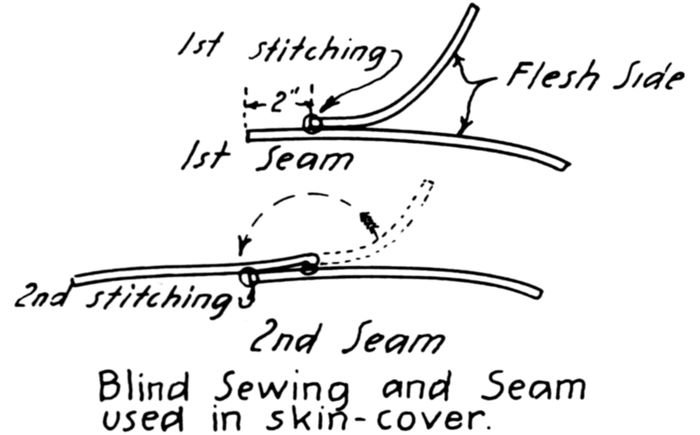 1st stitching
Flesh Side
2"
1st Seam
2nd stitching
2nd Seam
Blind Sewing and Seam
used in skin-cover.